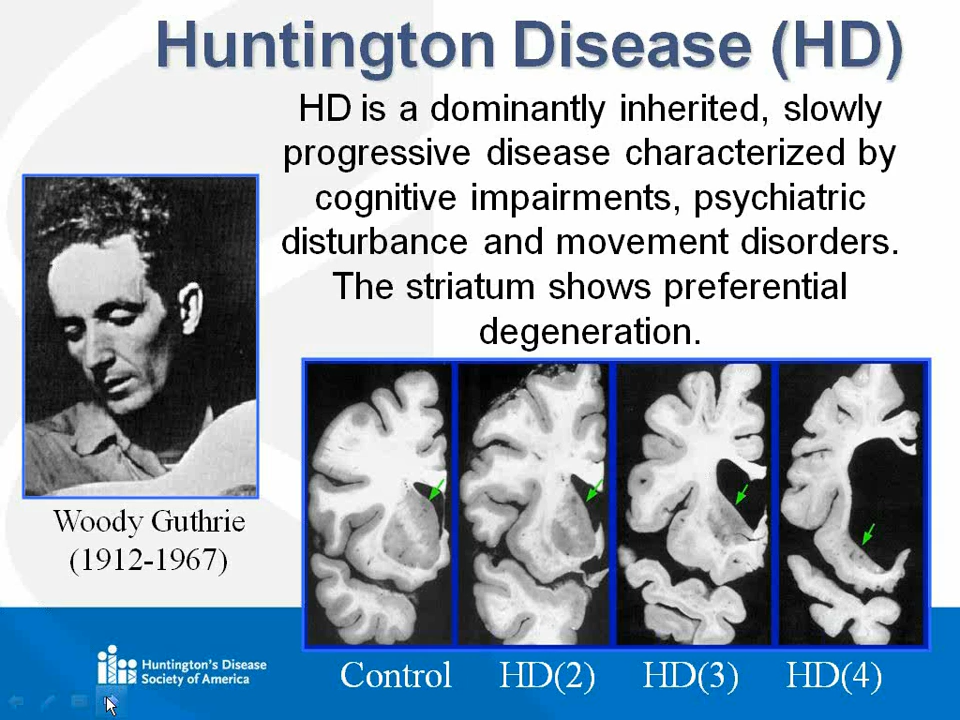 Huntington Disease (HD)
HD is a dominantly inherited, slowly
progressive disease characterized by
cognitive impairments, psychiatric
disturbance and movement disorders.
The striatum shows preferential
degeneration.
Woody Guthrie
(1912-1967)
Control
HD(2)
HD(3)
HD(4)
Huntington's Disease
Society of America